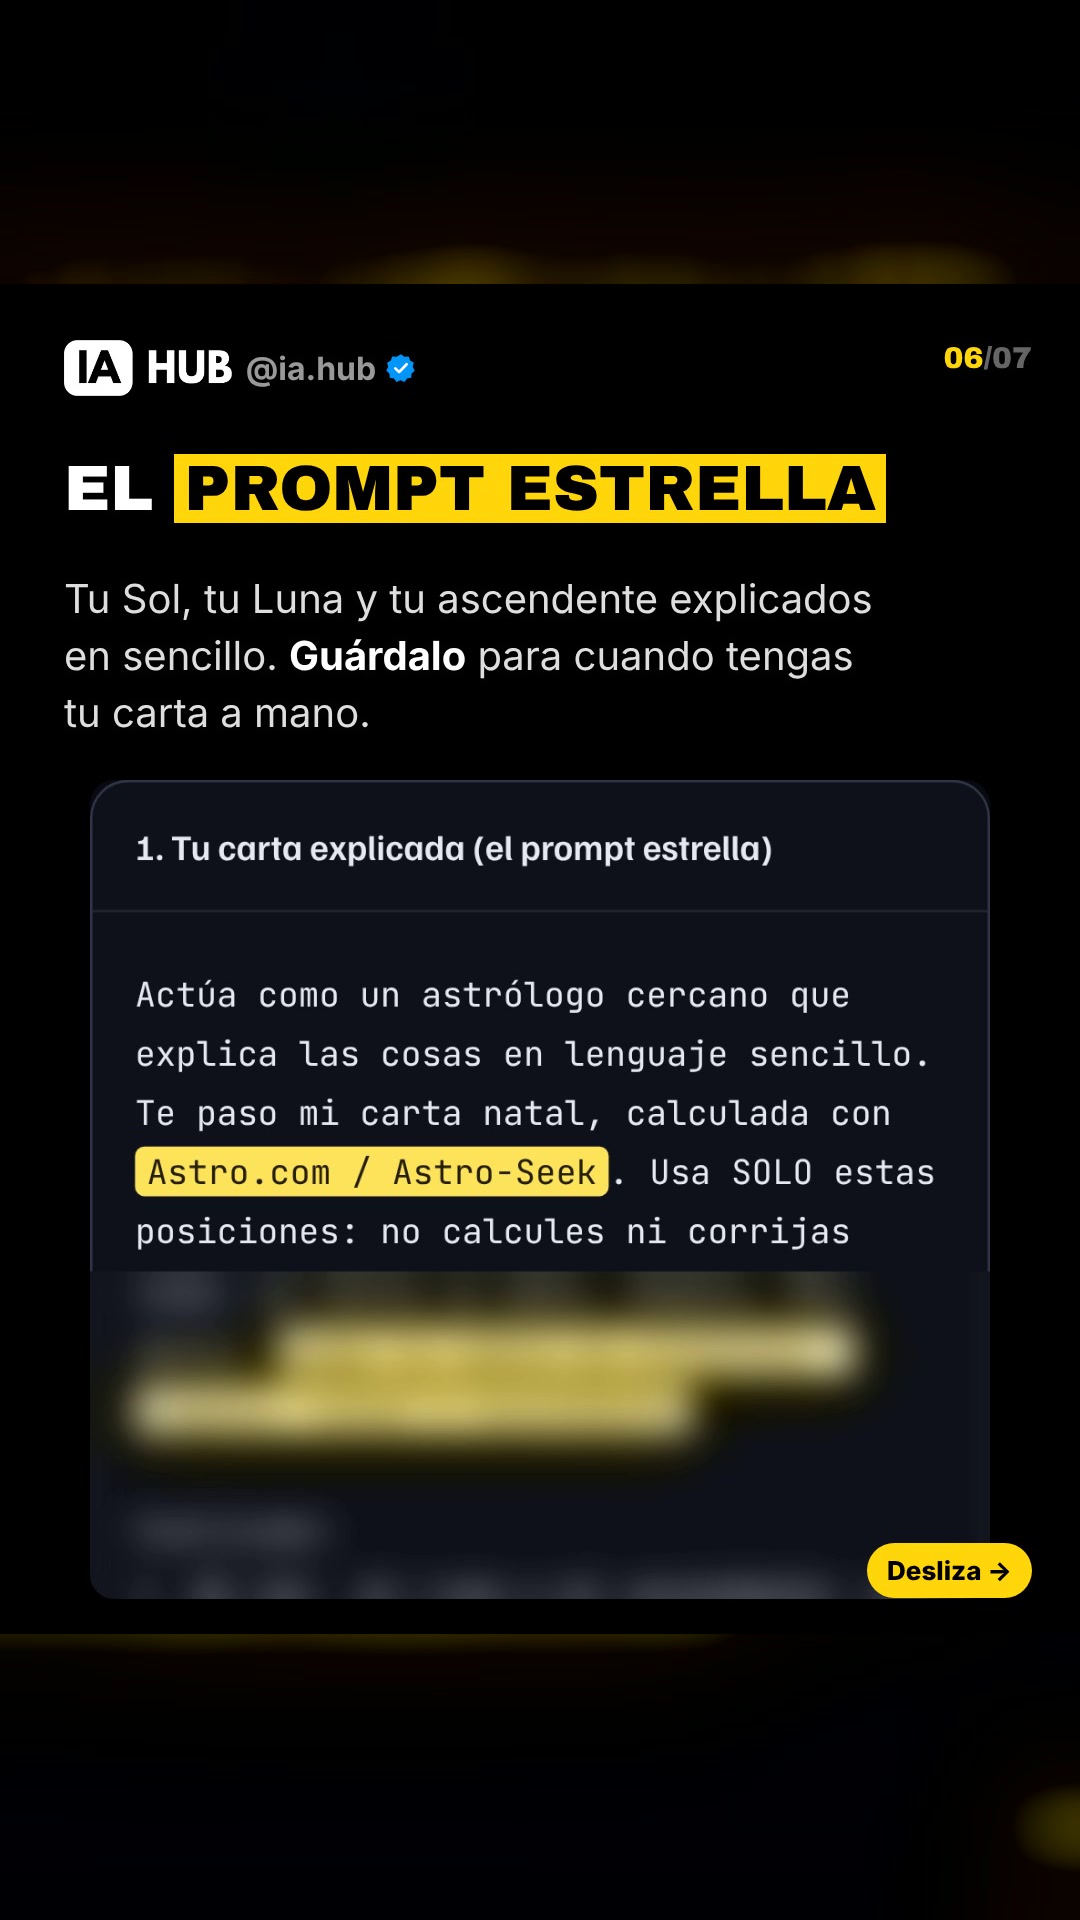 IA HUB @ia.hub
06/07
EL PROMPT ESTRELLA
Tu Sol, tu Luna y tu ascendente explicados
en sencillo. Guárdalo para cuando tengas
tu carta a mano.
1. Tu carta explicada (el prompt estrella)
Actúa como un astrólogo cercano que
explica las cosas en lenguaje sencillo.
Te paso mi carta natal, calculada con
Astro.com / Astro-Seek. Usa SOLO estas
posiciones: no calcules ni corrijas
Desliza →